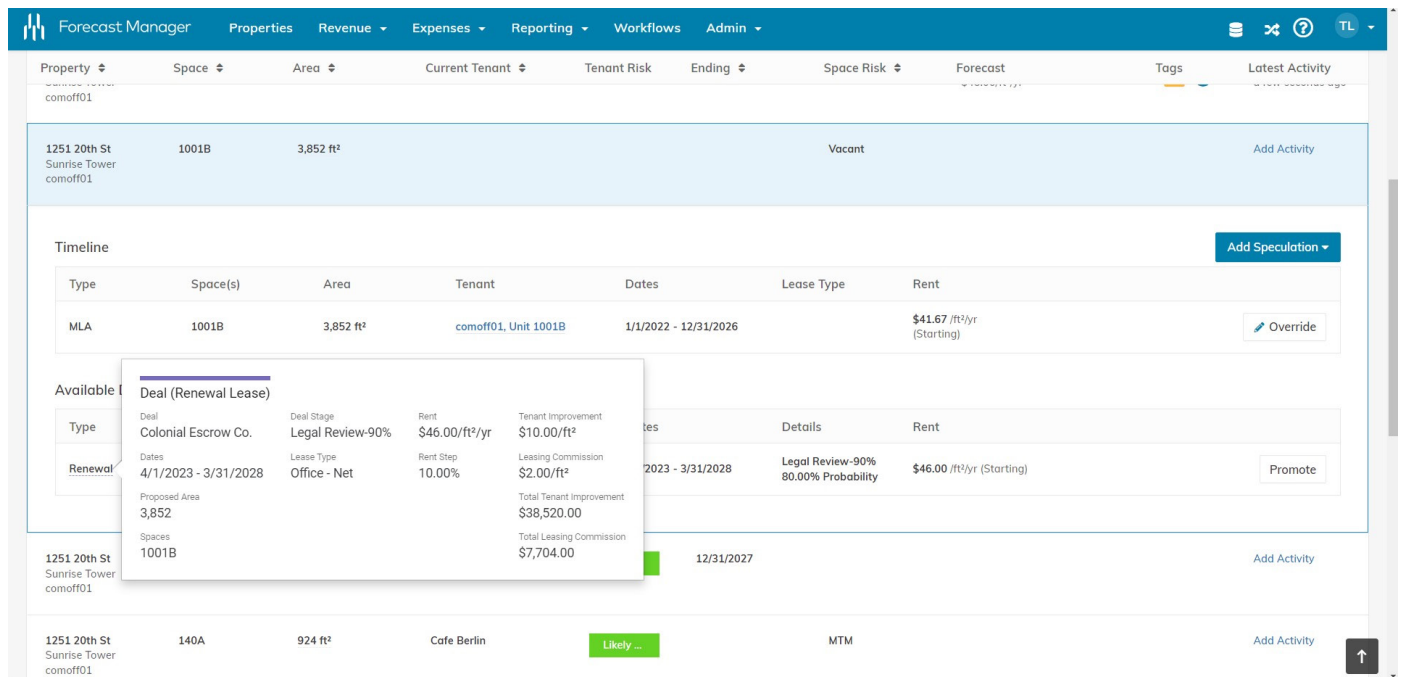 Forecast Manager Properties Revenue Expenses Reporting Workflows Admin TL
Property Space Area Current Tenant Tenant Risk Ending Space Risk Forecast Tags Latest Activity
comoff01
1251 20th St 1001B 3,852 ft² Vacant Add Activity
Sunrise Tower
comoff01
Timeline Add Speculation
Type Space(s) Area Tenant Dates Lease Type Rent
MLA 1001B 3,852 ft² comoff01, Unit 1001B 1/1/2022 - 12/31/2026 $41.67 /ft²/yr Override
(Starting)
Available
Type Details Rent
Renewal 3/31/2028 Legal Review-90% $46.00 /ft²/yr (Starting) Promote
80.00% Probability
Deal (Renewal Lease)
Deal Deal Stage Rent Tenant Improvement
Colonial Escrow Co. Legal Review-90% $46.00/ft²/yr $10.00/ft²
Dates Lease Type Rent Step Leasing Commission
4/1/2023 - 3/31/2028 Office - Net 10.00% $2.00/ft²
Proposed Area Total Tenant Improvement
3,852 $38,520.00
Spaces Total Leasing Commission
1001B $7,704.00
1251 20th St 12/31/2027 Add Activity
Sunrise Tower
comoff01
1251 20th St 140A 924 ft² Cafe Berlin Likely ... MTM Add Activity
Sunrise Tower
comoff01